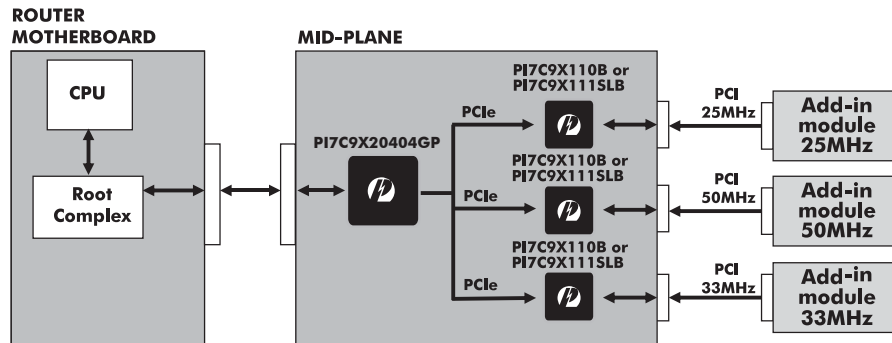 ROUTER
MOTHERBOARD
CPU
Root
Complex
MID-PLANE
PI7C9X20404GP
PCIe
PI7C9X110B or
PI7C9X111SLB
PCI
25MHz
Add-in
module
25MHz
PCIe
PI7C9X110B or
PI7C9X111SLB
PCI
50MHz
Add-in
module
50MHz
PCIe
PI7C9X110B or
PI7C9X111SLB
PCI
33MHz
Add-in
module
33MHz